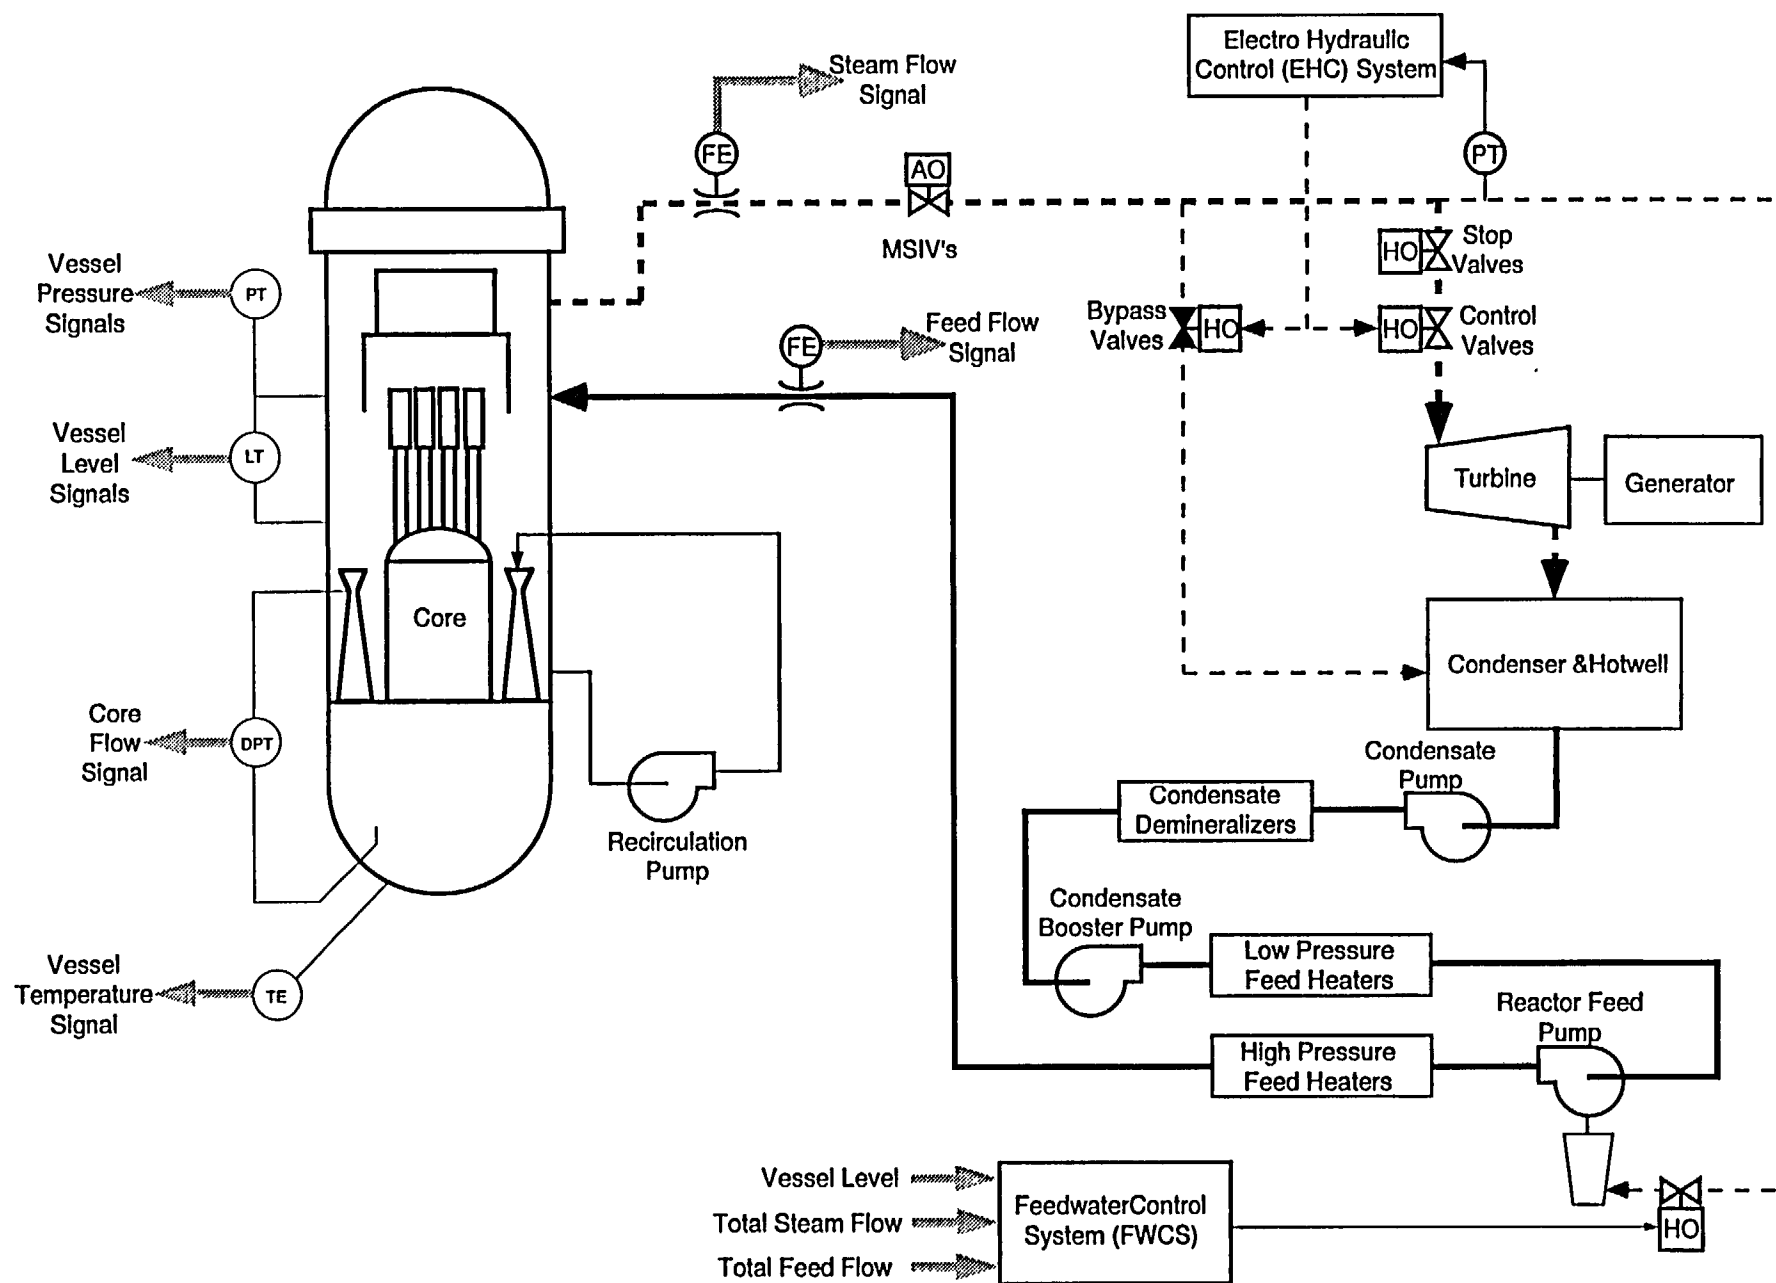 Electro Hydraulic
Control (EHC) System
Steam Flow
Signal
FE
AO
PT
MSIV's
HO
Stop
Valves
Vessel
Pressure
Signals
PT
Bypass
Valves
HO
HO
Control
Valves
Feed Flow
Signal
FE
Vessel
Level
Signals
LT
Turbine
Generator
Core
Condenser &Hotwell
Core
Flow
Signal
DPT
Recirculation
Pump
Condensate
Pump
Condensate
Demineralizers
Condensate
Booster Pump
Low Pressure
Feed Heaters
Vessel
Temperature
Signal
TE
Reactor Feed
Pump
High Pressure
Feed Heaters
Vessel Level
Total Steam Flow
Total Feed Flow
FeedwaterControl
System (FWCS)
HO